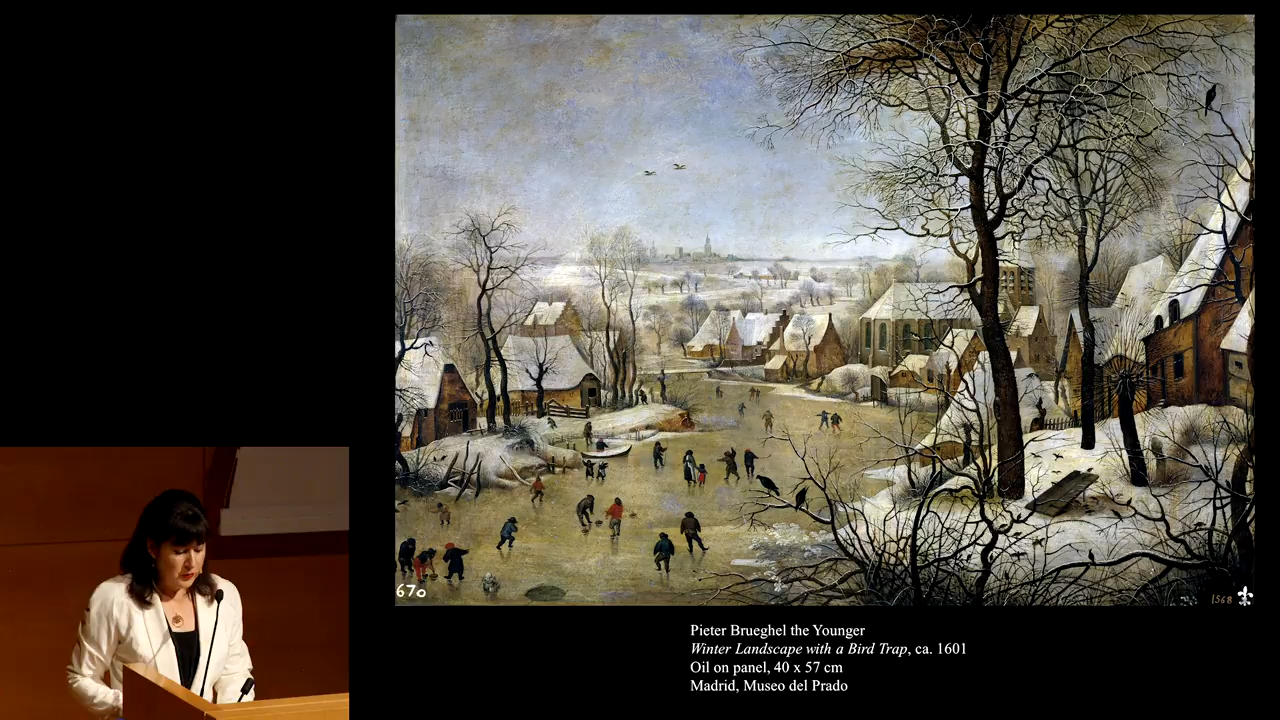 670
1568
Pieter Brueghel the Younger
Winter Landscape with a Bird Trap, ca. 1601
Oil on panel, 40 x 57 cm
Madrid, Museo del Prado